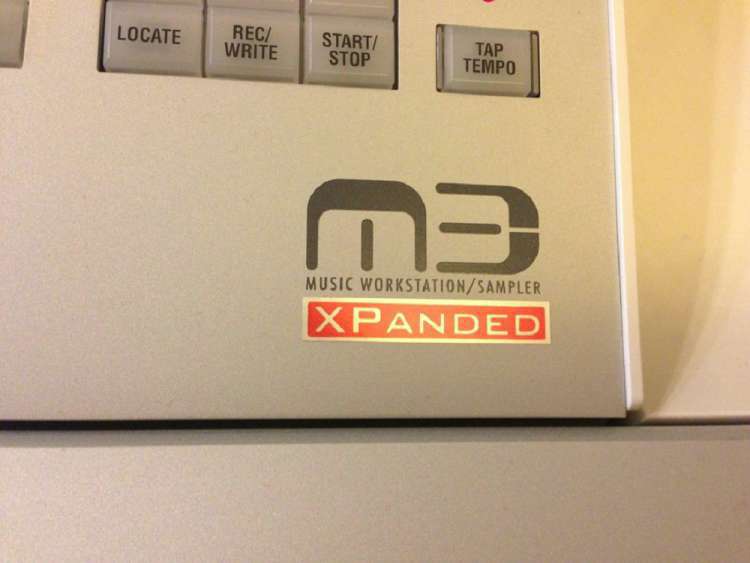 LOCATE
REC/
WRITE
START/
STOP
TAP
TEMPO
M3
MUSIC WORKSTATION/SAMPLER
XPANDED